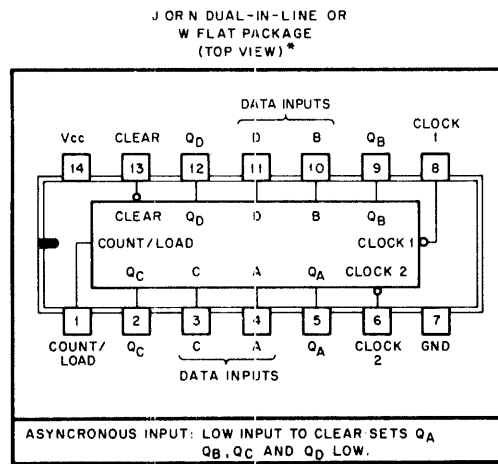 J OR N DUAL-IN-LINE OR
W FLAT PACKAGE
(TOP VIEW)*
DATA INPUTS
Vcc CLEAR QD D B QB CLOCK 1
14 13 12 11 10 9 8
CLEAR QD D B QB
COUNT/LOAD CLOCK 1
QC C A QA CLOCK 2
1 2 3 4 5 6 7
COUNT/LOAD QC C A QA CLOCK 2 GND
DATA INPUTS
ASYNCRONOUS INPUT: LOW INPUT TO CLEAR SETS QA
QB, QC AND QD LOW.